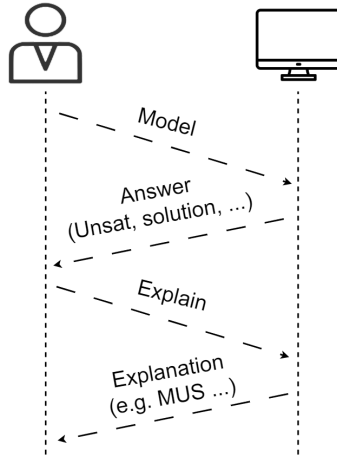 Model
Answer
(Unsat, solution, ...)
Explain
Explanation
(e.g. MUS ...)